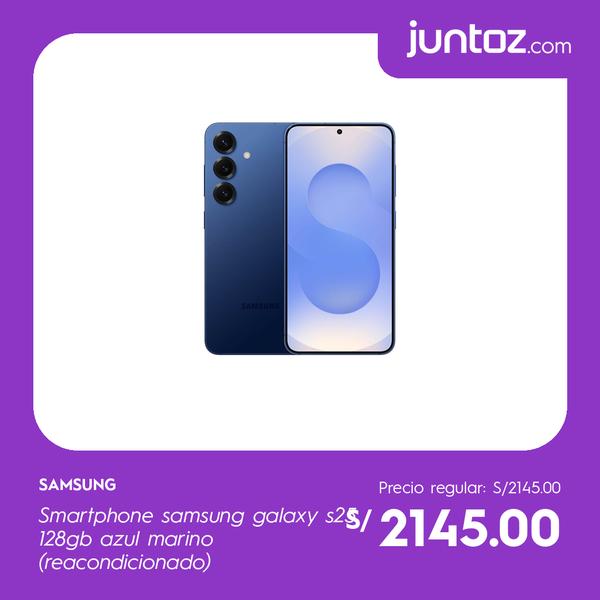 juntoz.com
SAMSUNG
SAMSUNG
Precio regular: S/2145.00
Smartphone samsung galaxy s25
128gb azul marino
(reacondicionado)
S/ 2145.00